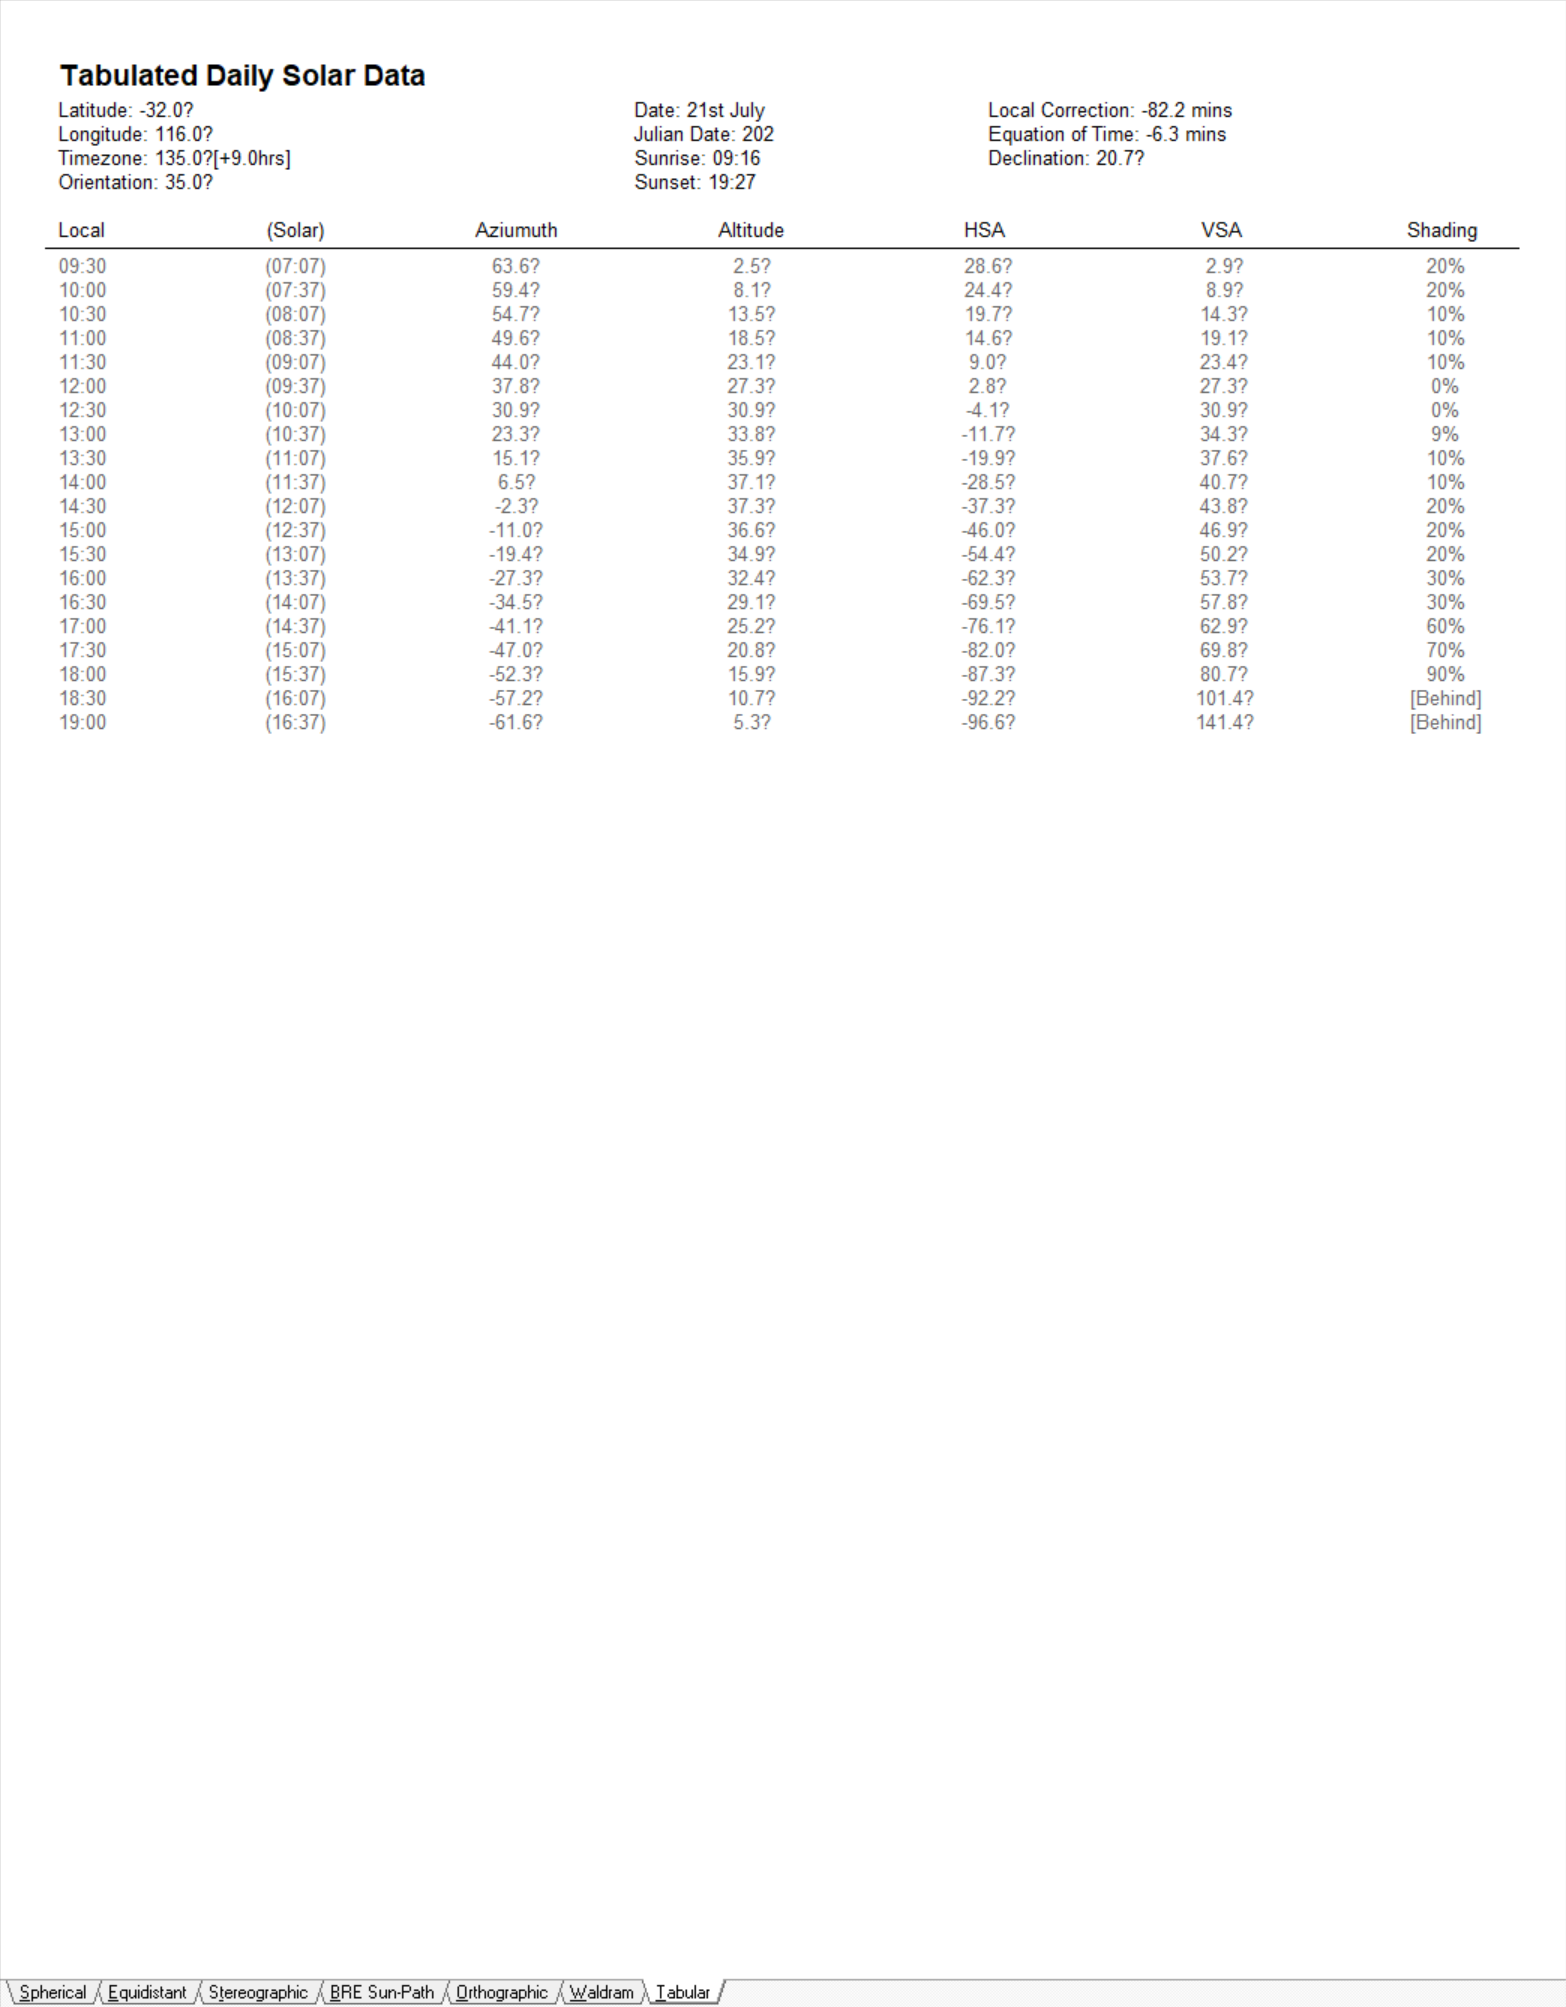 Tabulated Daily Solar Data
Latitude: -32.0? Date: 21st July Local Correction: -82.2 mins
Longitude: 116.0? Julian Date: 202 Equation of Time: -6.3 mins
Timezone: 135.0?[+9.0hrs] Sunrise: 09:16 Declination: 20.7?
Orientation: 35.0? Sunset: 19:27
Local (Solar) Aziumuth Altitude HSA VSA Shading
09:30 (07:07) 63.6? 2.5? 28.6? 2.9? 20%
10:00 (07:37) 59.4? 8.1? 24.4? 8.9? 20%
10:30 (08:07) 54.7? 13.5? 19.7? 14.3? 10%
11:00 (08:37) 49.6? 18.5? 14.6? 19.1? 10%
11:30 (09:07) 44.0? 23.1? 9.0? 23.4? 10%
12:00 (09:37) 37.8? 27.3? 2.8? 27.3? 0%
12:30 (10:07) 30.9? 30.9? -4.1? 30.9? 0%
13:00 (10:37) 23.3? 33.8? -11.7? 34.3? 9%
13:30 (11:07) 15.1? 35.9? -19.9? 37.6? 10%
14:00 (11:37) 6.5? 37.1? -28.5? 40.7? 10%
14:30 (12:07) -2.3? 37.3? -37.3? 43.8? 20%
15:00 (12:37) -11.0? 36.6? -46.0? 46.9? 20%
15:30 (13:07) -19.4? 34.9? -54.4? 50.2? 20%
16:00 (13:37) -27.3? 32.4? -62.3? 53.7? 30%
16:30 (14:07) -34.5? 29.1? -69.5? 57.8? 30%
17:00 (14:37) -41.1? 25.2? -76.1? 62.9? 60%
17:30 (15:07) -47.0? 20.8? -82.0? 69.8? 70%
18:00 (15:37) -52.3? 15.9? -87.3? 80.7? 90%
18:30 (16:07) -57.2? 10.7? -92.2? 101.4? [Behind]
19:00 (16:37) -61.6? 5.3? -96.6? 141.4? [Behind]
Spherical Equidistant Stereographic BRE Sun-Path Orthographic Waldram Tabular